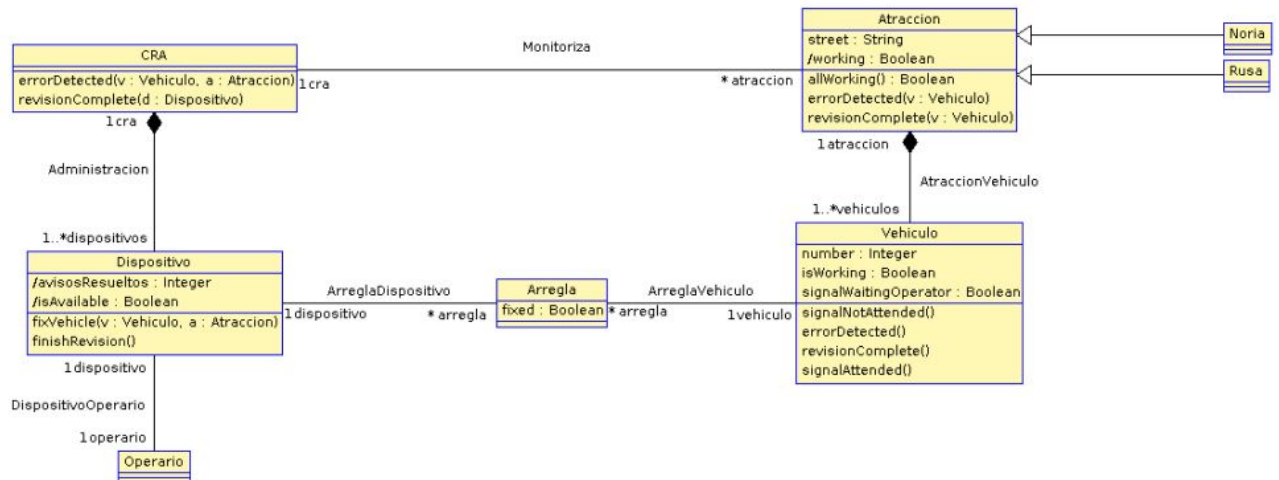 CRA
errorDetected(v : Vehiculo, a : Atraccion)
revisionComplete(d : Dispositivo)
1 cra
Monitoriza
* atraccion
Atraccion
street : String
/working : Boolean
allWorking() : Boolean
errorDetected(v : Vehiculo)
revisionComplete(v : Vehiculo)
Noria
Rusa
1 cra
Administracion
1..*dispositivos
1 atraccion
AtraccionVehiculo
1..*vehiculos
Dispositivo
/avisosResueltos : Integer
/isAvailable : Boolean
fixVehicle(v : Vehiculo, a : Atraccion)
finishRevision()
ArreglaDispositivo
1 dispositivo
* arregla
Arregla
fixed : Boolean
ArreglaVehiculo
* arregla
1 vehiculo
Vehiculo
number : Integer
isWorking : Boolean
signalWaitingOperator : Boolean
signalNotAttended()
errorDetected()
revisionComplete()
signalAttended()
1 dispositivo
DispositivoOperario
1 operario
Operario